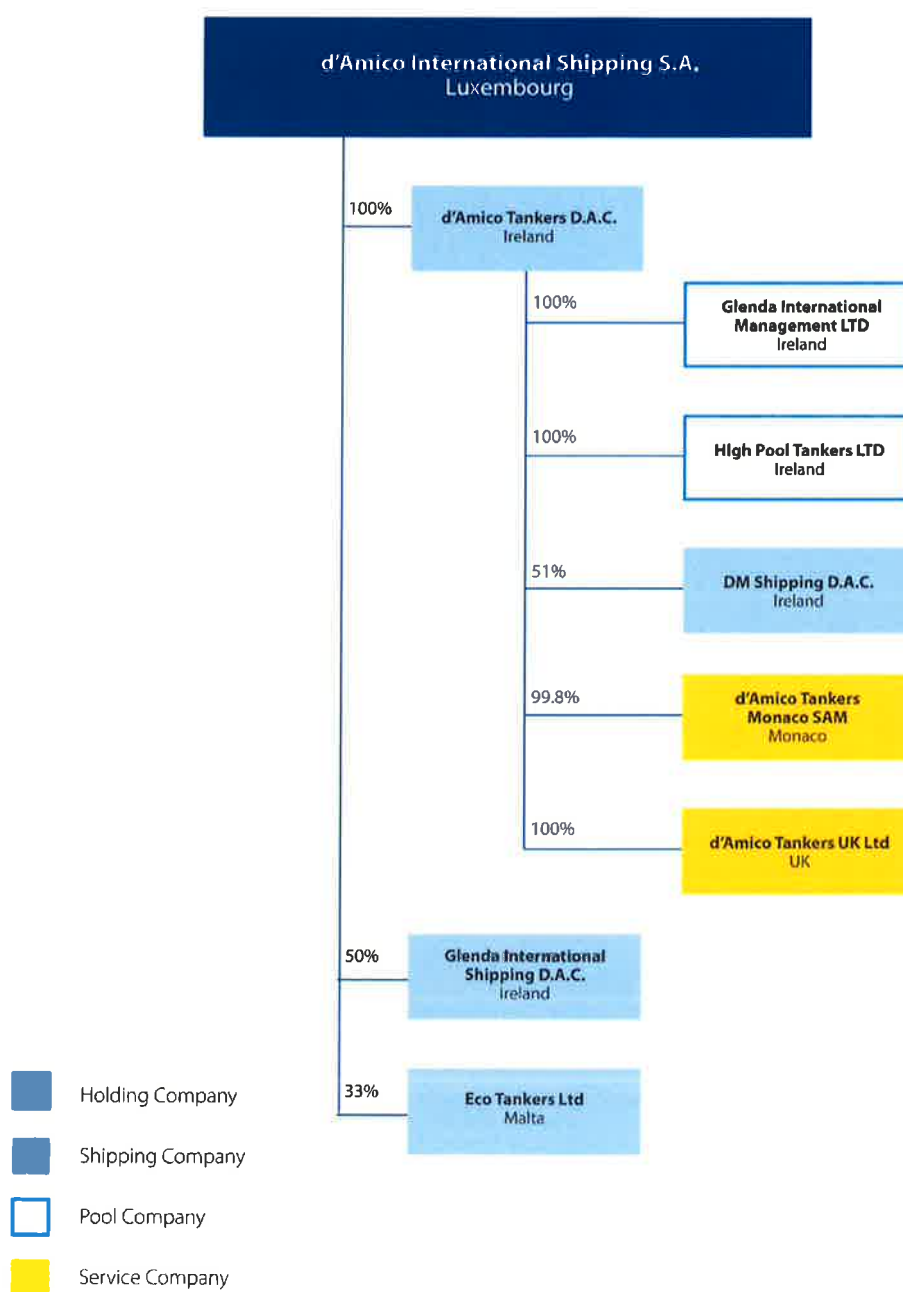 d'Amico International Shipping S.A.
Luxembourg
100%
d'Amico Tankers D.A.C.
Ireland
100%
Glenda International
Management LTD
Ireland
100%
High Pool Tankers LTD
Ireland
51%
DM Shipping D.A.C.
Ireland
99.8%
d'Amico Tankers
Monaco SAM
Monaco
100%
d'Amico Tankers UK Ltd
UK
50%
Glenda International
Shipping D.A.C.
Ireland
33%
Eco Tankers Ltd
Malta
Holding Company
Shipping Company
Pool Company
Service Company